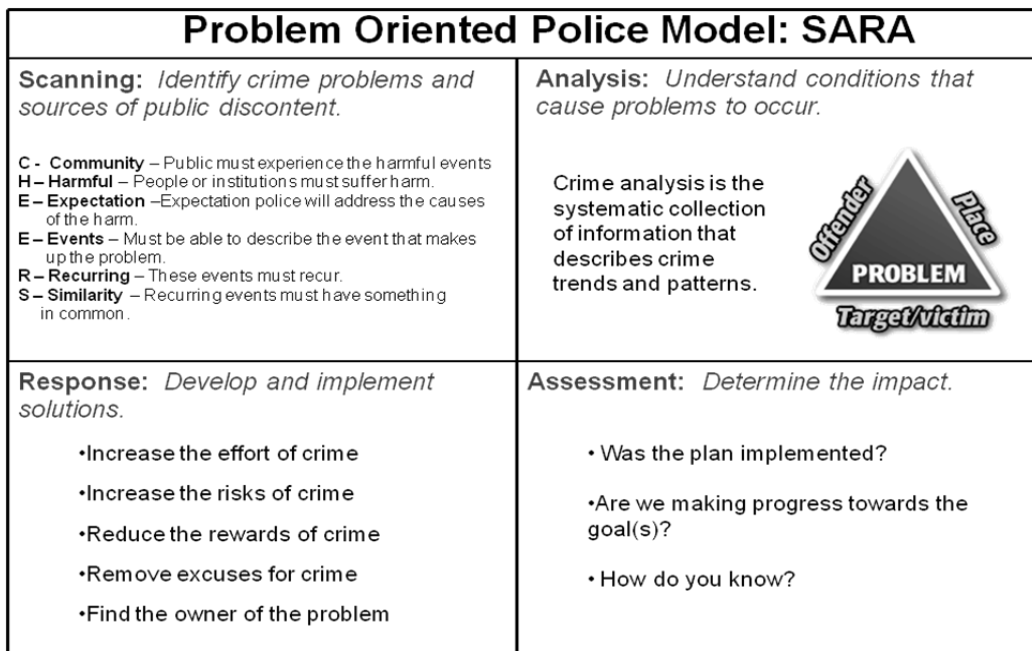 Problem Oriented Police Model: SARA
Scanning: Identify crime problems and
sources of public discontent.
C - Community – Public must experience the harmful events
H – Harmful – People or institutions must suffer harm.
E – Expectation –Expectation police will address the causes
of the harm.
E – Events – Must be able to describe the event that makes
up the problem.
R – Recurring – These events must recur.
S – Similarity – Recurring events must have something
in common.
Analysis: Understand conditions that
cause problems to occur.
Crime analysis is the
systematic collection
of information that
describes crime
trends and patterns.
Offender
Place
PROBLEM
Target/victim
Response: Develop and implement
solutions.
•Increase the effort of crime
•Increase the risks of crime
•Reduce the rewards of crime
•Remove excuses for crime
•Find the owner of the problem
Assessment: Determine the impact.
• Was the plan implemented?
•Are we making progress towards the
goal(s)?
• How do you know?